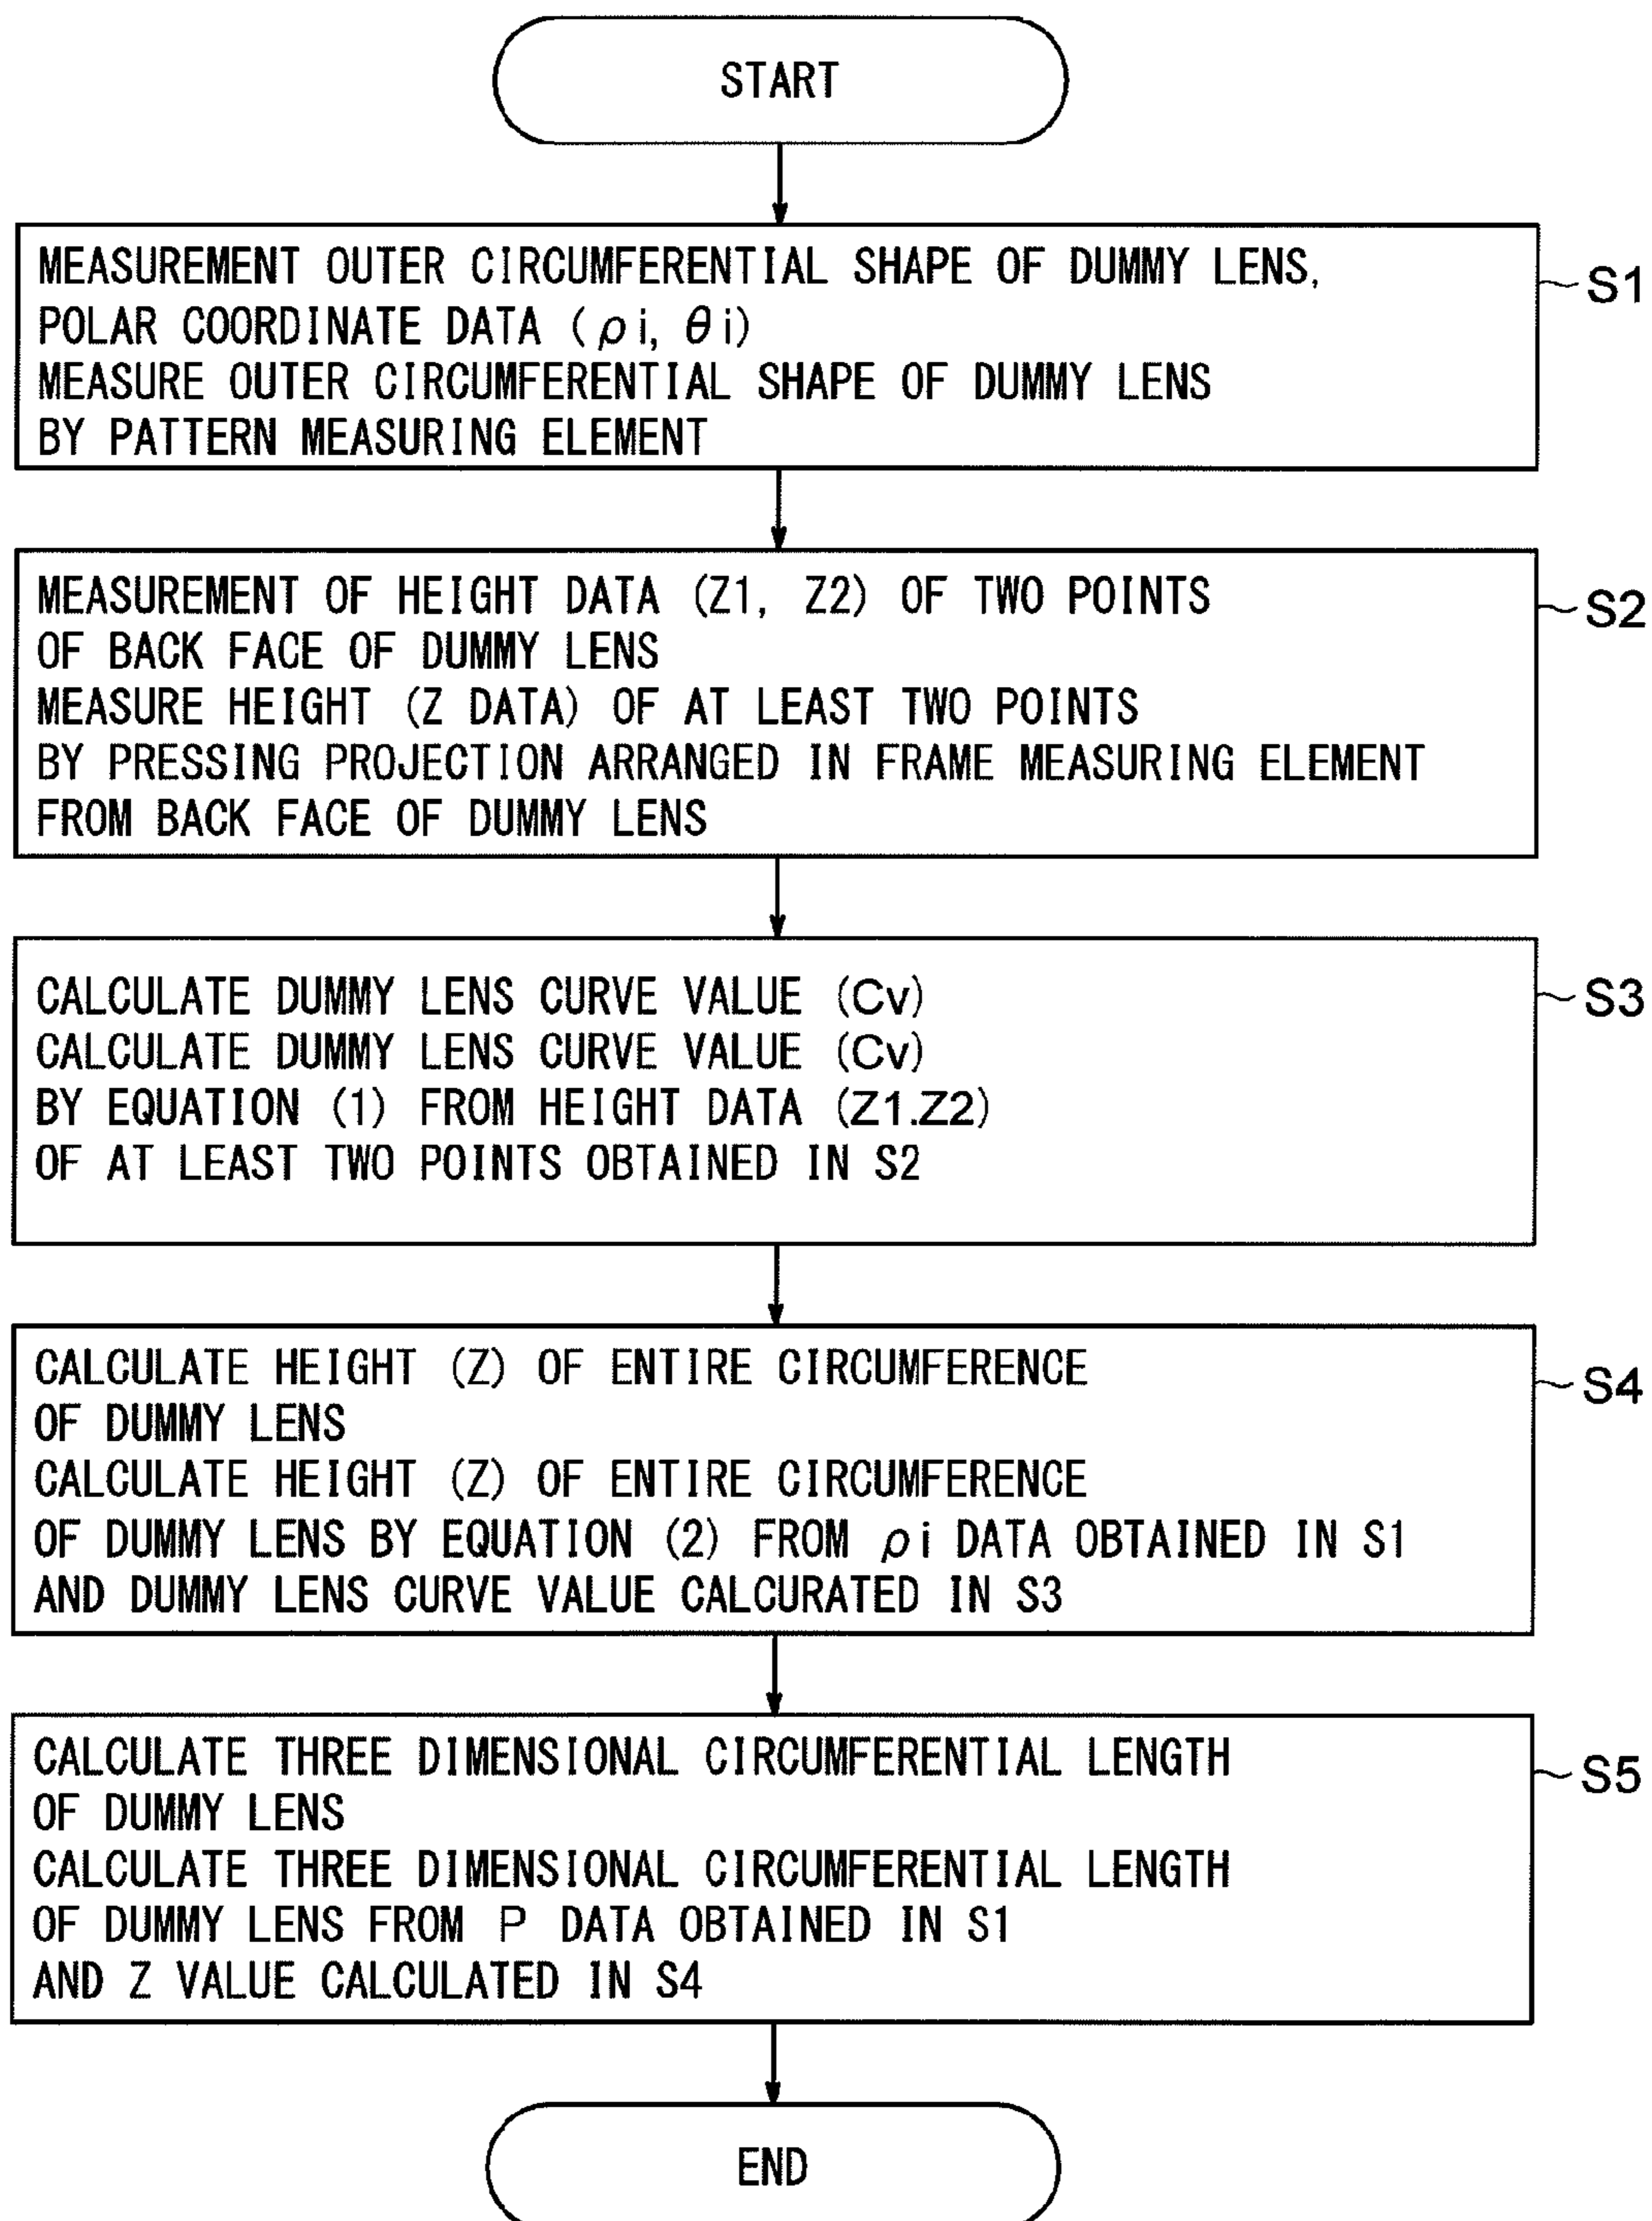 START
MEASUREMENT OUTER CIRCUMFERENTIAL SHAPE OF DUMMY LENS,
POLAR COORDINATE DATA (ρi, θi)
MEASURE OUTER CIRCUMFERENTIAL SHAPE OF DUMMY LENS
BY PATTERN MEASURING ELEMENT
S1
MEASUREMENT OF HEIGHT DATA (Z1, Z2) OF TWO POINTS
OF BACK FACE OF DUMMY LENS
MEASURE HEIGHT (Z DATA) OF AT LEAST TWO POINTS
BY PRESSING PROJECTION ARRANGED IN FRAME MEASURING ELEMENT
FROM BACK FACE OF DUMMY LENS
S2
CALCULATE DUMMY LENS CURVE VALUE (Cv)
CALCULATE DUMMY LENS CURVE VALUE (Cv)
BY EQUATION (1) FROM HEIGHT DATA (Z1.Z2)
OF AT LEAST TWO POINTS OBTAINED IN S2
S3
CALCULATE HEIGHT (Z) OF ENTIRE CIRCUMFERENCE
OF DUMMY LENS
CALCULATE HEIGHT (Z) OF ENTIRE CIRCUMFERENCE
OF DUMMY LENS BY EQUATION (2) FROM ρi DATA OBTAINED IN S1
AND DUMMY LENS CURVE VALUE CALCURATED IN S3
S4
CALCULATE THREE DIMENSIONAL CIRCUMFERENTIAL LENGTH
OF DUMMY LENS
CALCULATE THREE DIMENSIONAL CIRCUMFERENTIAL LENGTH
OF DUMMY LENS FROM P DATA OBTAINED IN S1
AND Z VALUE CALCULATED IN S4
S5
END